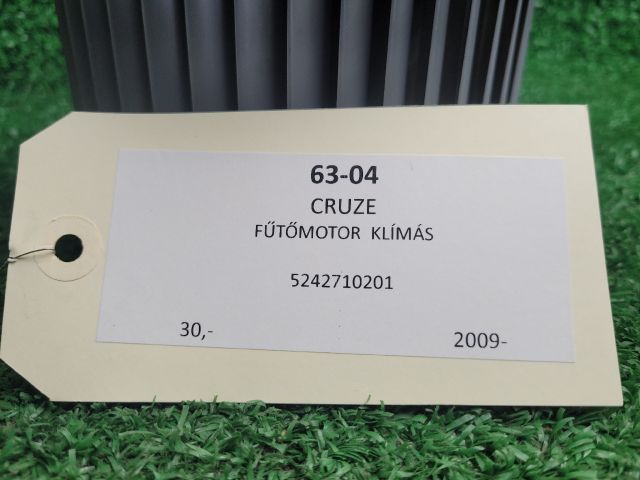 63-04
CRUZE
FŰTŐMOTOR KLÍMÁS
5242710201
30,- 2009-